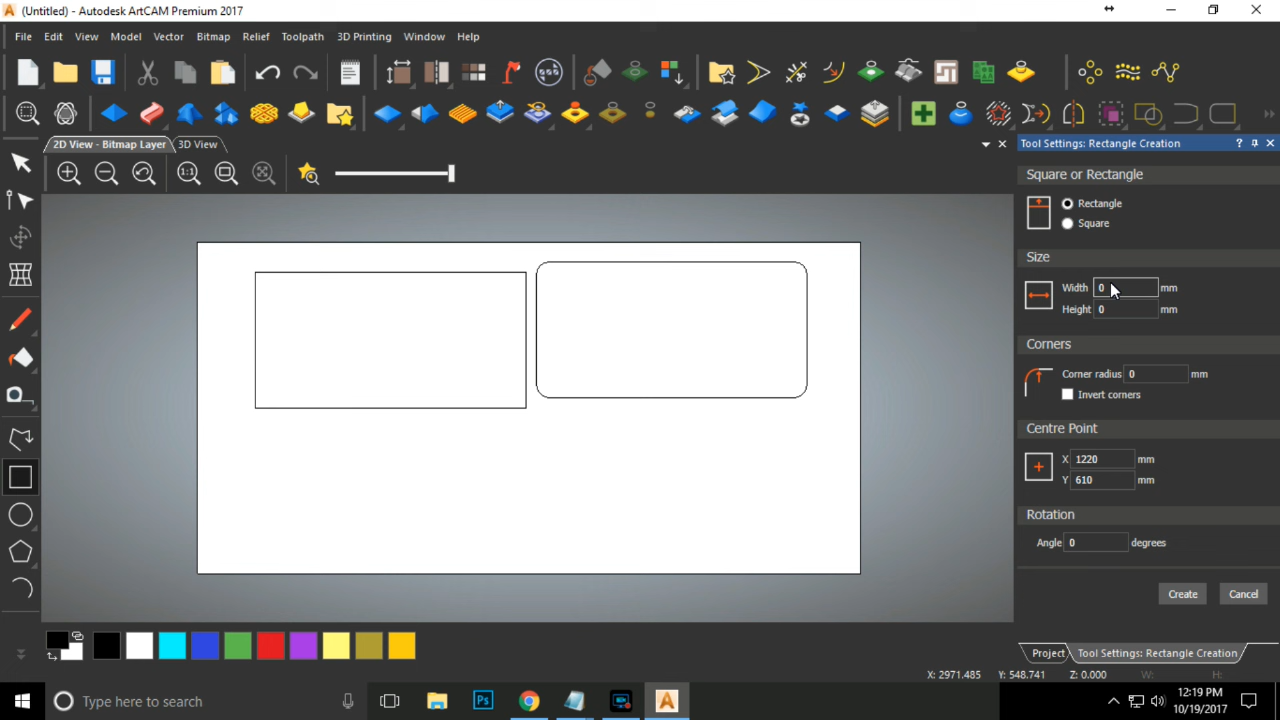 (Untitled) - Autodesk ArtCAM Premium 2017
File Edit View Model Vector Bitmap Relief Toolpath 3D Printing Window Help
2D View - Bitmap Layer 3D View
1:1
Tool Settings: Rectangle Creation
Square or Rectangle
Rectangle
Square
Size
Width 0 mm
Height 0 mm
Corners
Corner radius 0 mm
Invert corners
Centre Point
X 1220 mm
Y 610 mm
Rotation
Angle 0 degrees
Create Cancel
Project Tool Settings: Rectangle Creation
X: 2971.485 Y: 548.741 Z: 0.000 W: H:
Type here to search
Ps
12:19 PM
10/19/2017